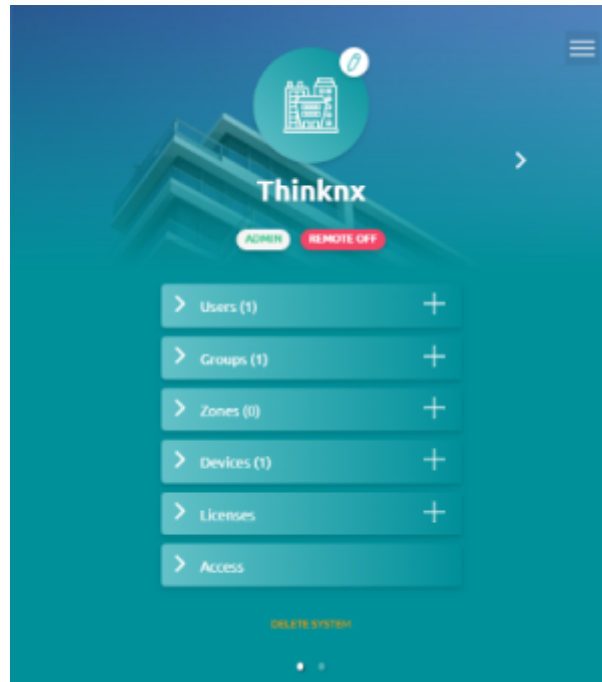 Thinknx
ADMIN REMOTE OFF
Users (1)
Groups (1)
Zones (0)
Devices (1)
Licenses
Access
DELETE SYSTEM